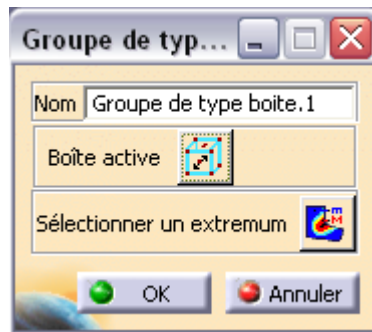 Groupe de typ...
Nom Groupe de type boite.1
Boîte active
Sélectionner un extremum
OK Annuler